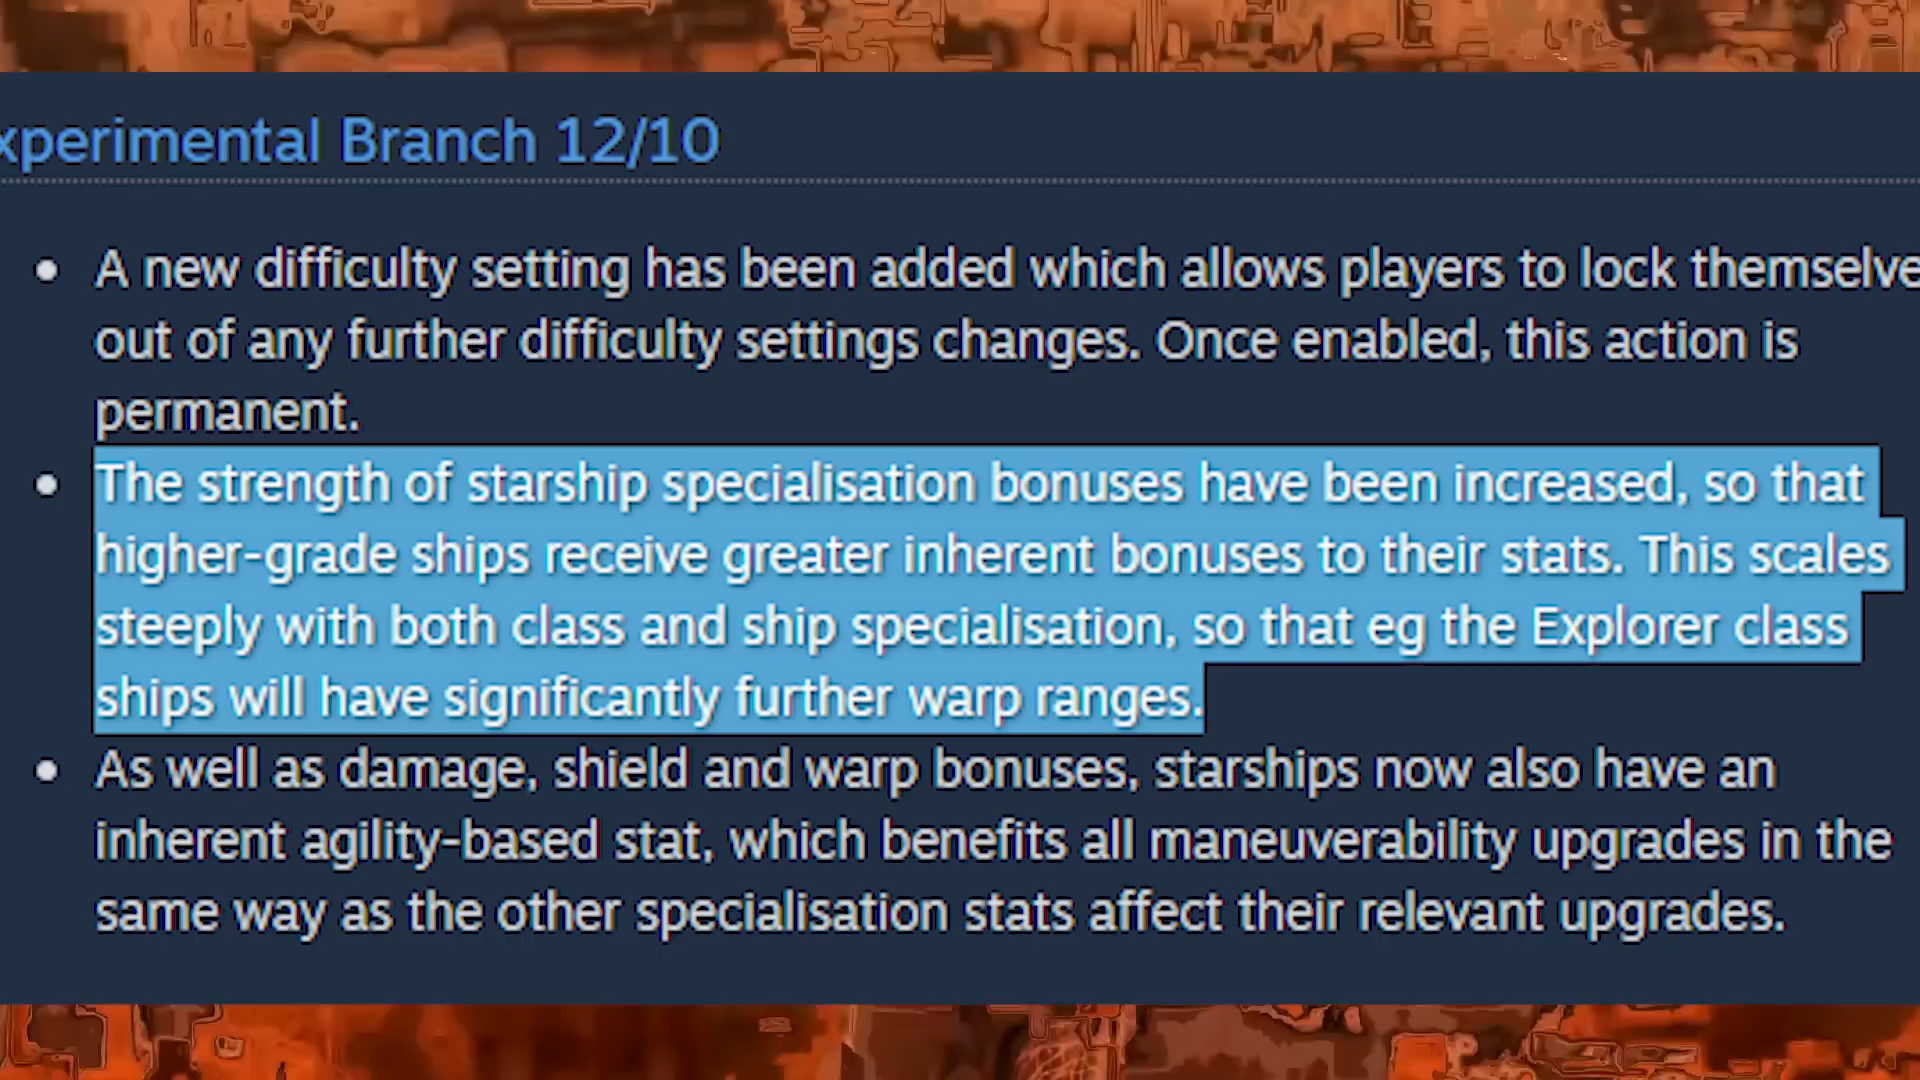 xperimental Branch 12/10
A new difficulty setting has been added which allows players to lock themselve
out of any further difficulty settings changes. Once enabled, this action is
permanent.
The strength of starship specialisation bonuses have been increased, so that
higher-grade ships receive greater inherent bonuses to their stats. This scales
steeply with both class and ship specialisation, so that eg the Explorer class
ships will have significantly further warp ranges.
As well as damage, shield and warp bonuses, starships now also have an
inherent agility-based stat, which benefits all maneuverability upgrades in the
same way as the other specialisation stats affect their relevant upgrades.